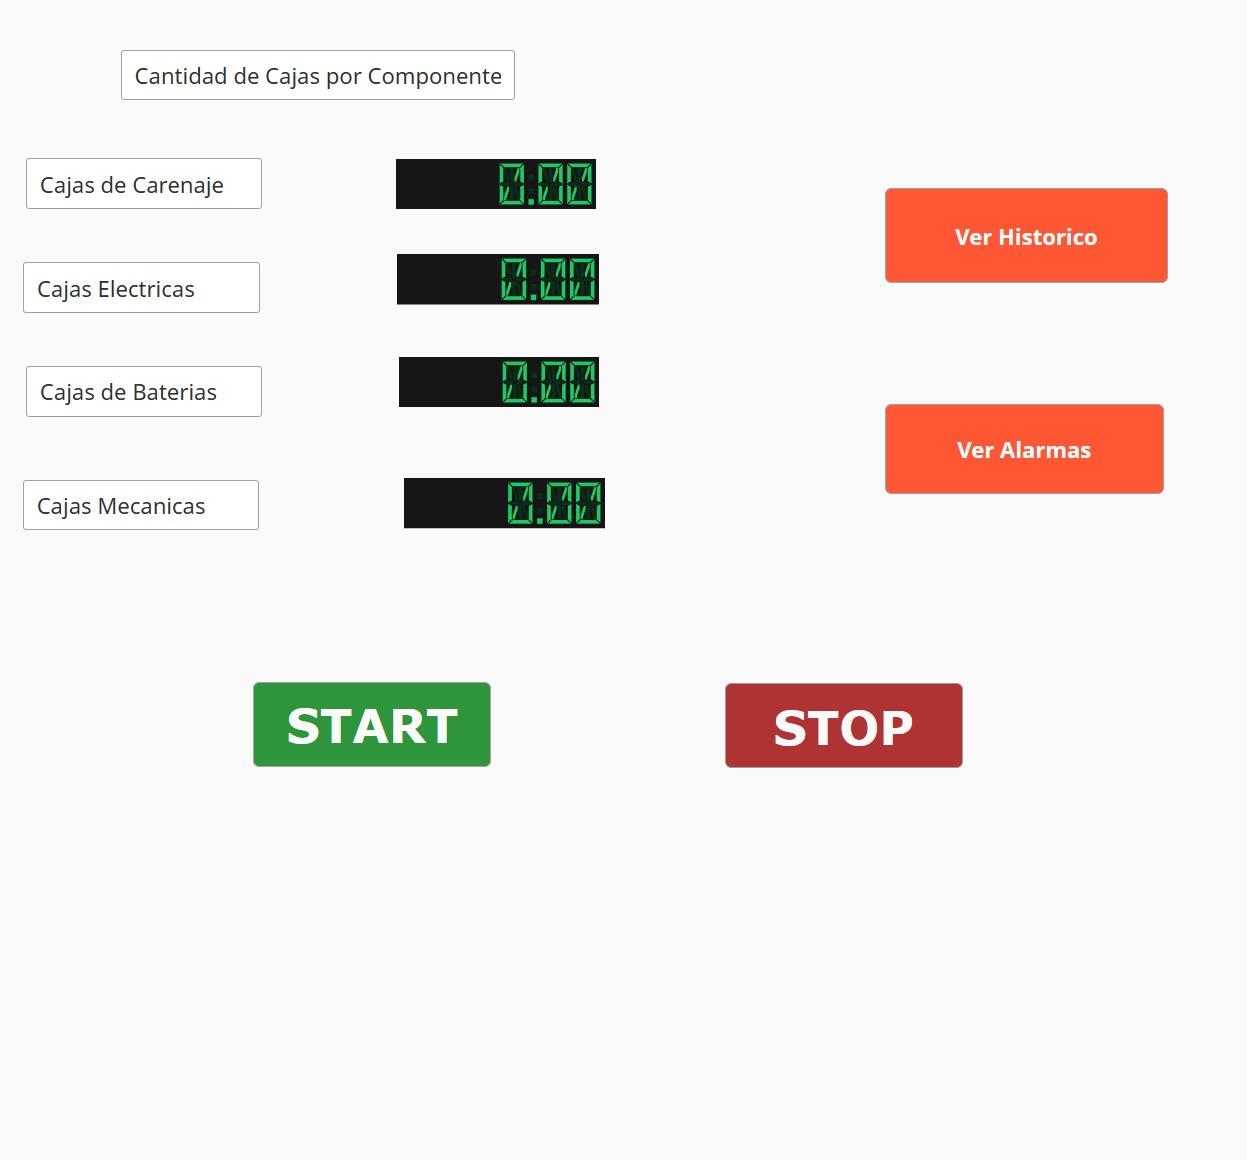 Cantidad de Cajas por Componente
Cajas de Carenaje
0.00
Cajas Electricas
0.00
Cajas de Baterias
0.00
Cajas Mecanicas
0.00
Ver Historico
Ver Alarmas
START
STOP